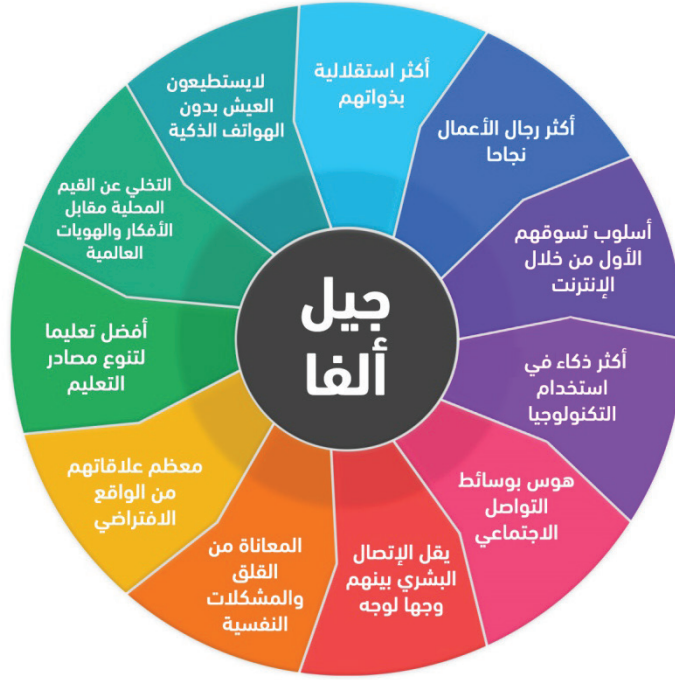 جيل
ألفا
أكثر استقلالية
بذواتهم
أكثر رجال الأعمال
نجاحا
أسلوب تسوقهم
الأول من خلال
الإنترنت
أكثر ذكاء في
استخدام
التكنولوجيا
هوس بوسائط
التواصل
الاجتماعي
يقل الإتصال
البشري بينهم
وجها لوجه
المعاناة من
القلق
والمشكلات
النفسية
معظم علاقاتهم
من الواقع
الافتراضي
أفضل تعليما
لتنوع مصادر
التعليم
التخلي عن القيم
المحلية مقابل
الأفكار والهويات
العالمية
لايستطيعون
العيش بدون
الهواتف الذكية